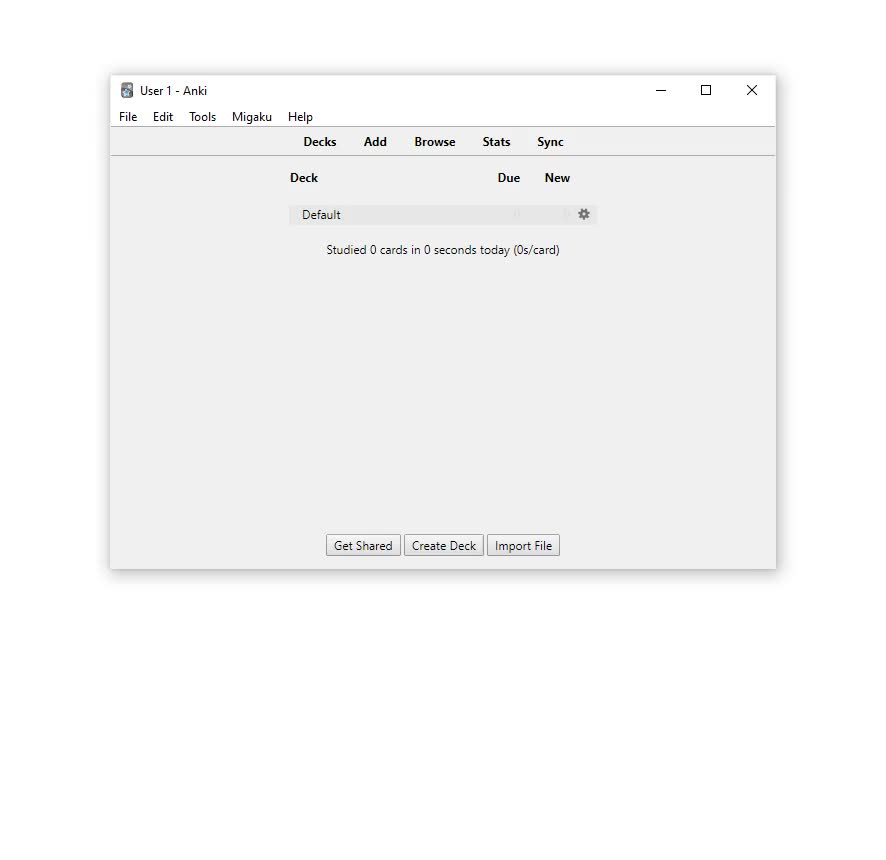 User 1 - Anki
File Edit Tools Migaku Help
Decks Add Browse Stats Sync
Deck Due New
Default 0 0
Studied 0 cards in 0 seconds today (0s/card)
Get Shared Create Deck Import File